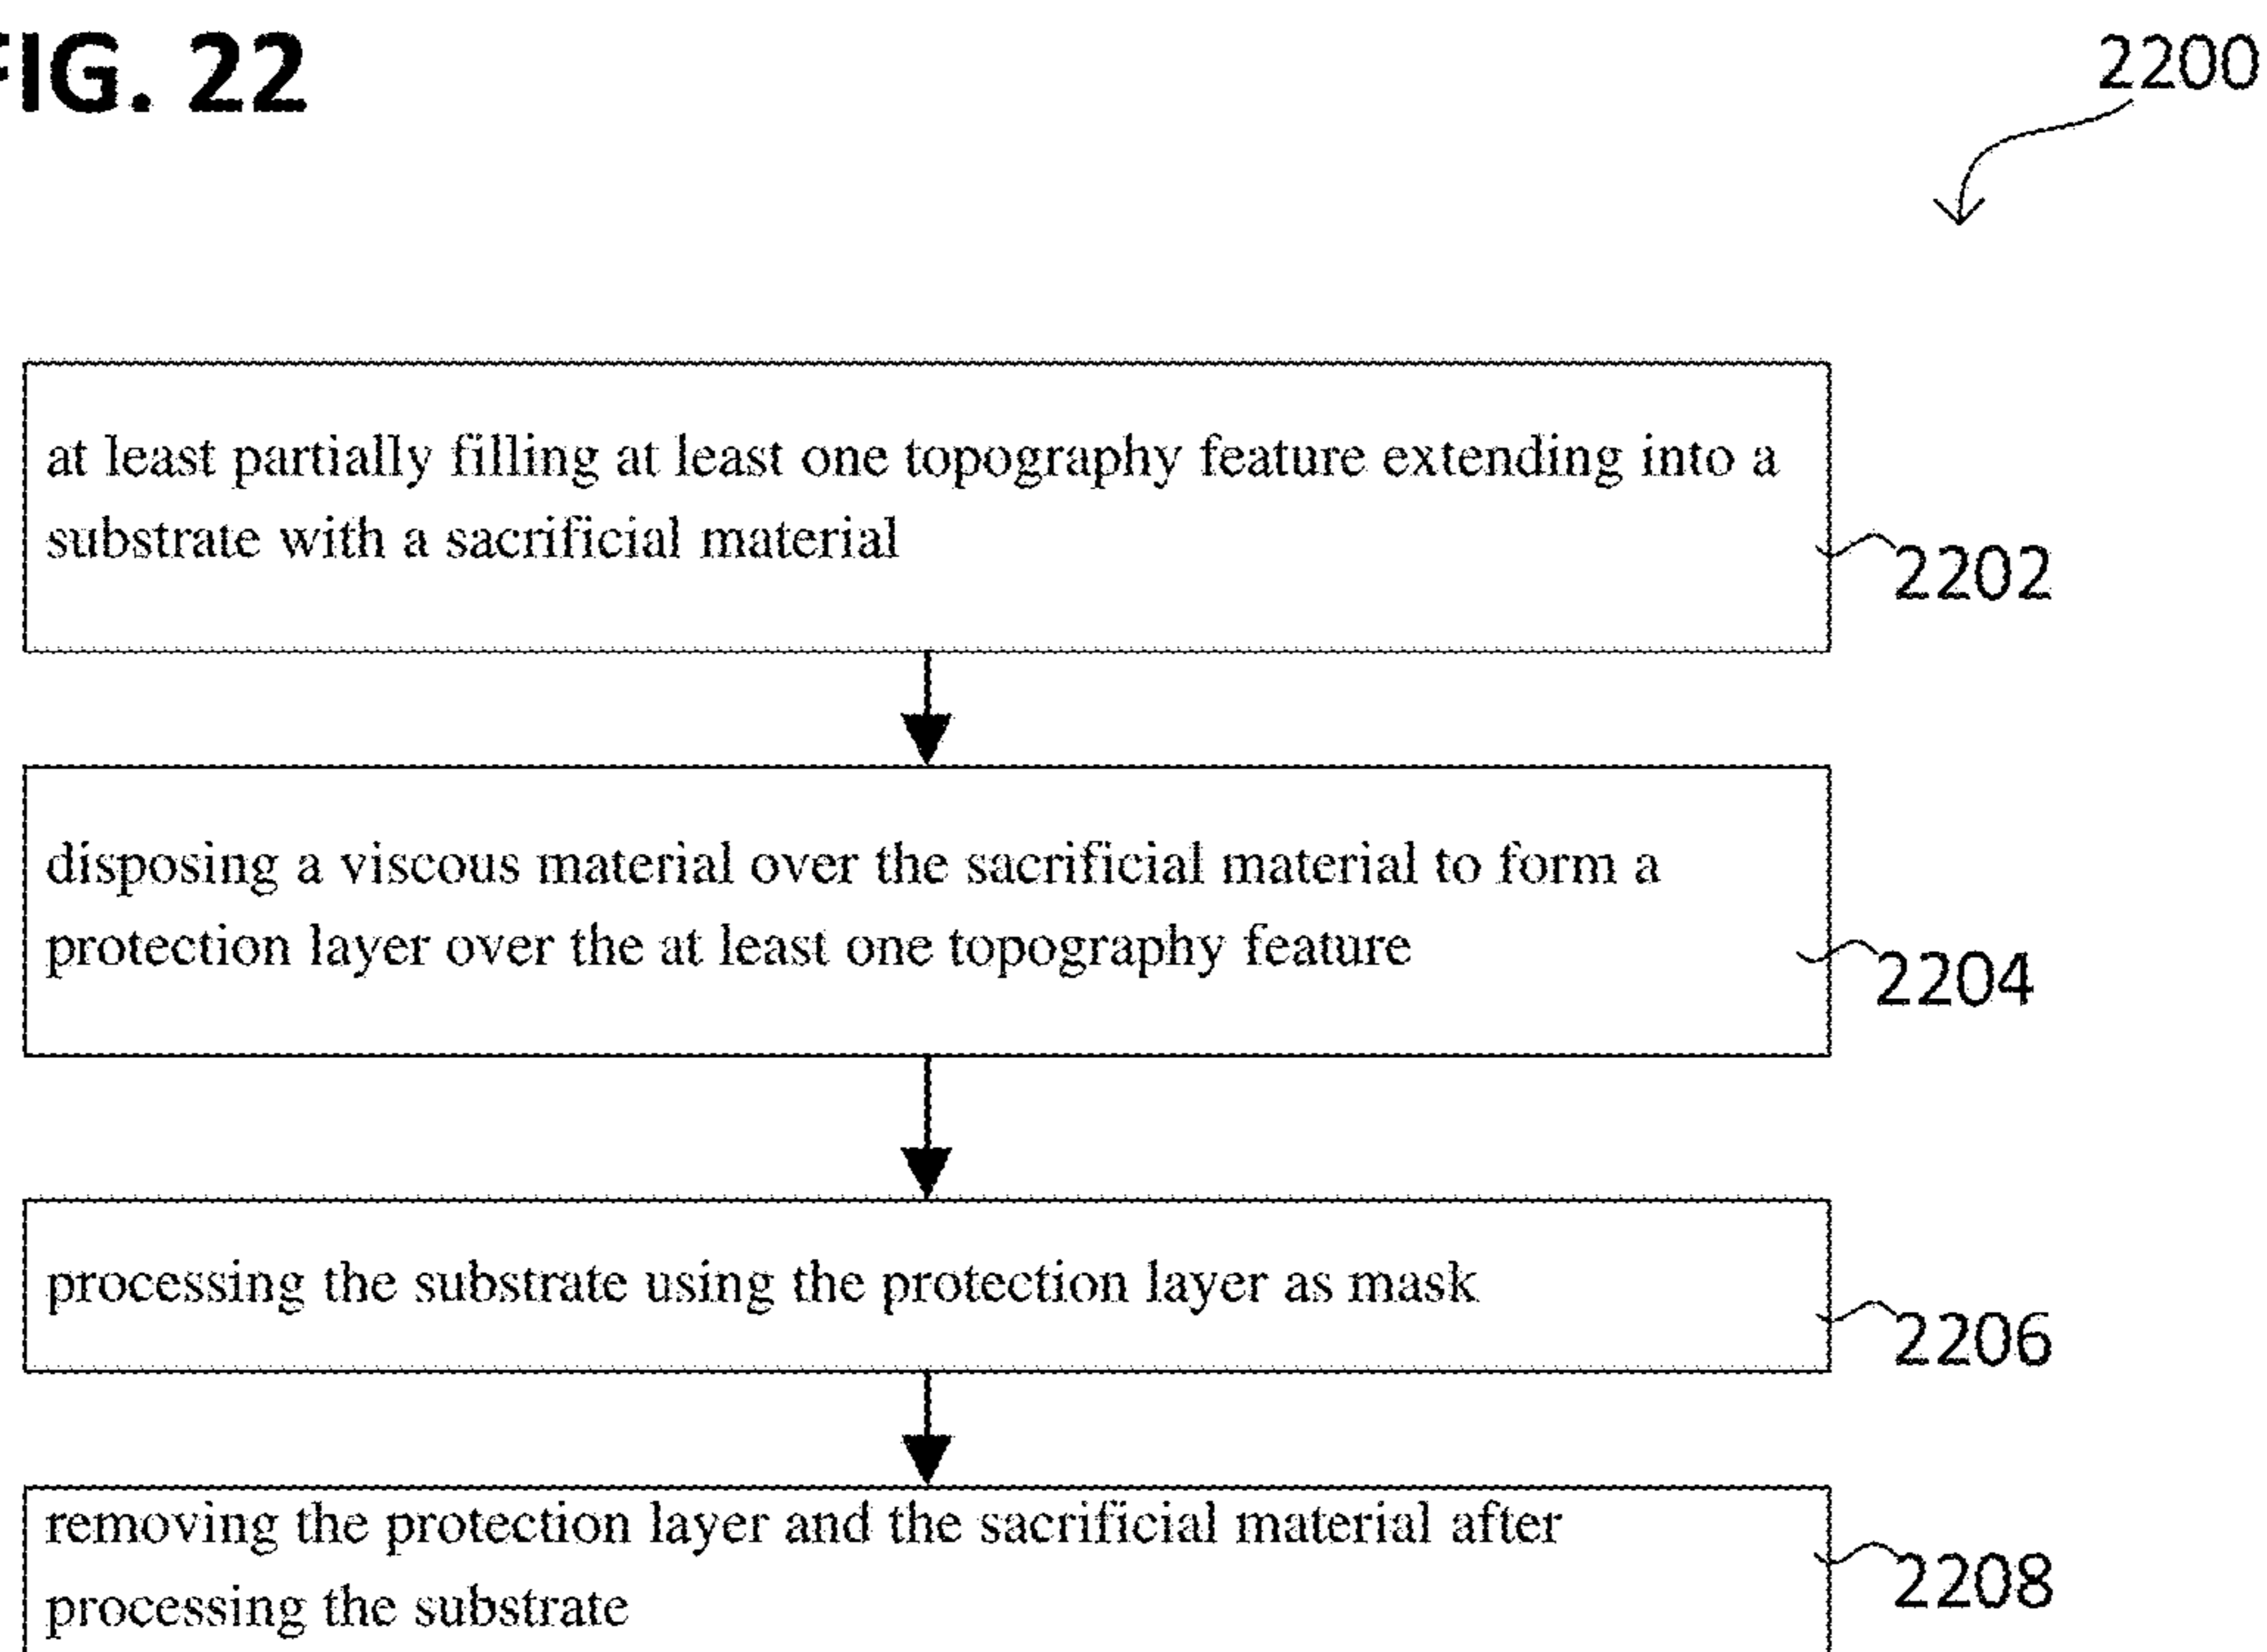 FIG. 22
2200
at least partially filling at least one topography feature extending into a
substrate with a sacrificial material
2202
disposing a viscous material over the sacrificial material to form a
protection layer over the at least one topography feature
2204
processing the substrate using the protection layer as mask
2206
removing the protection layer and the sacrificial material after
processing the substrate
2208